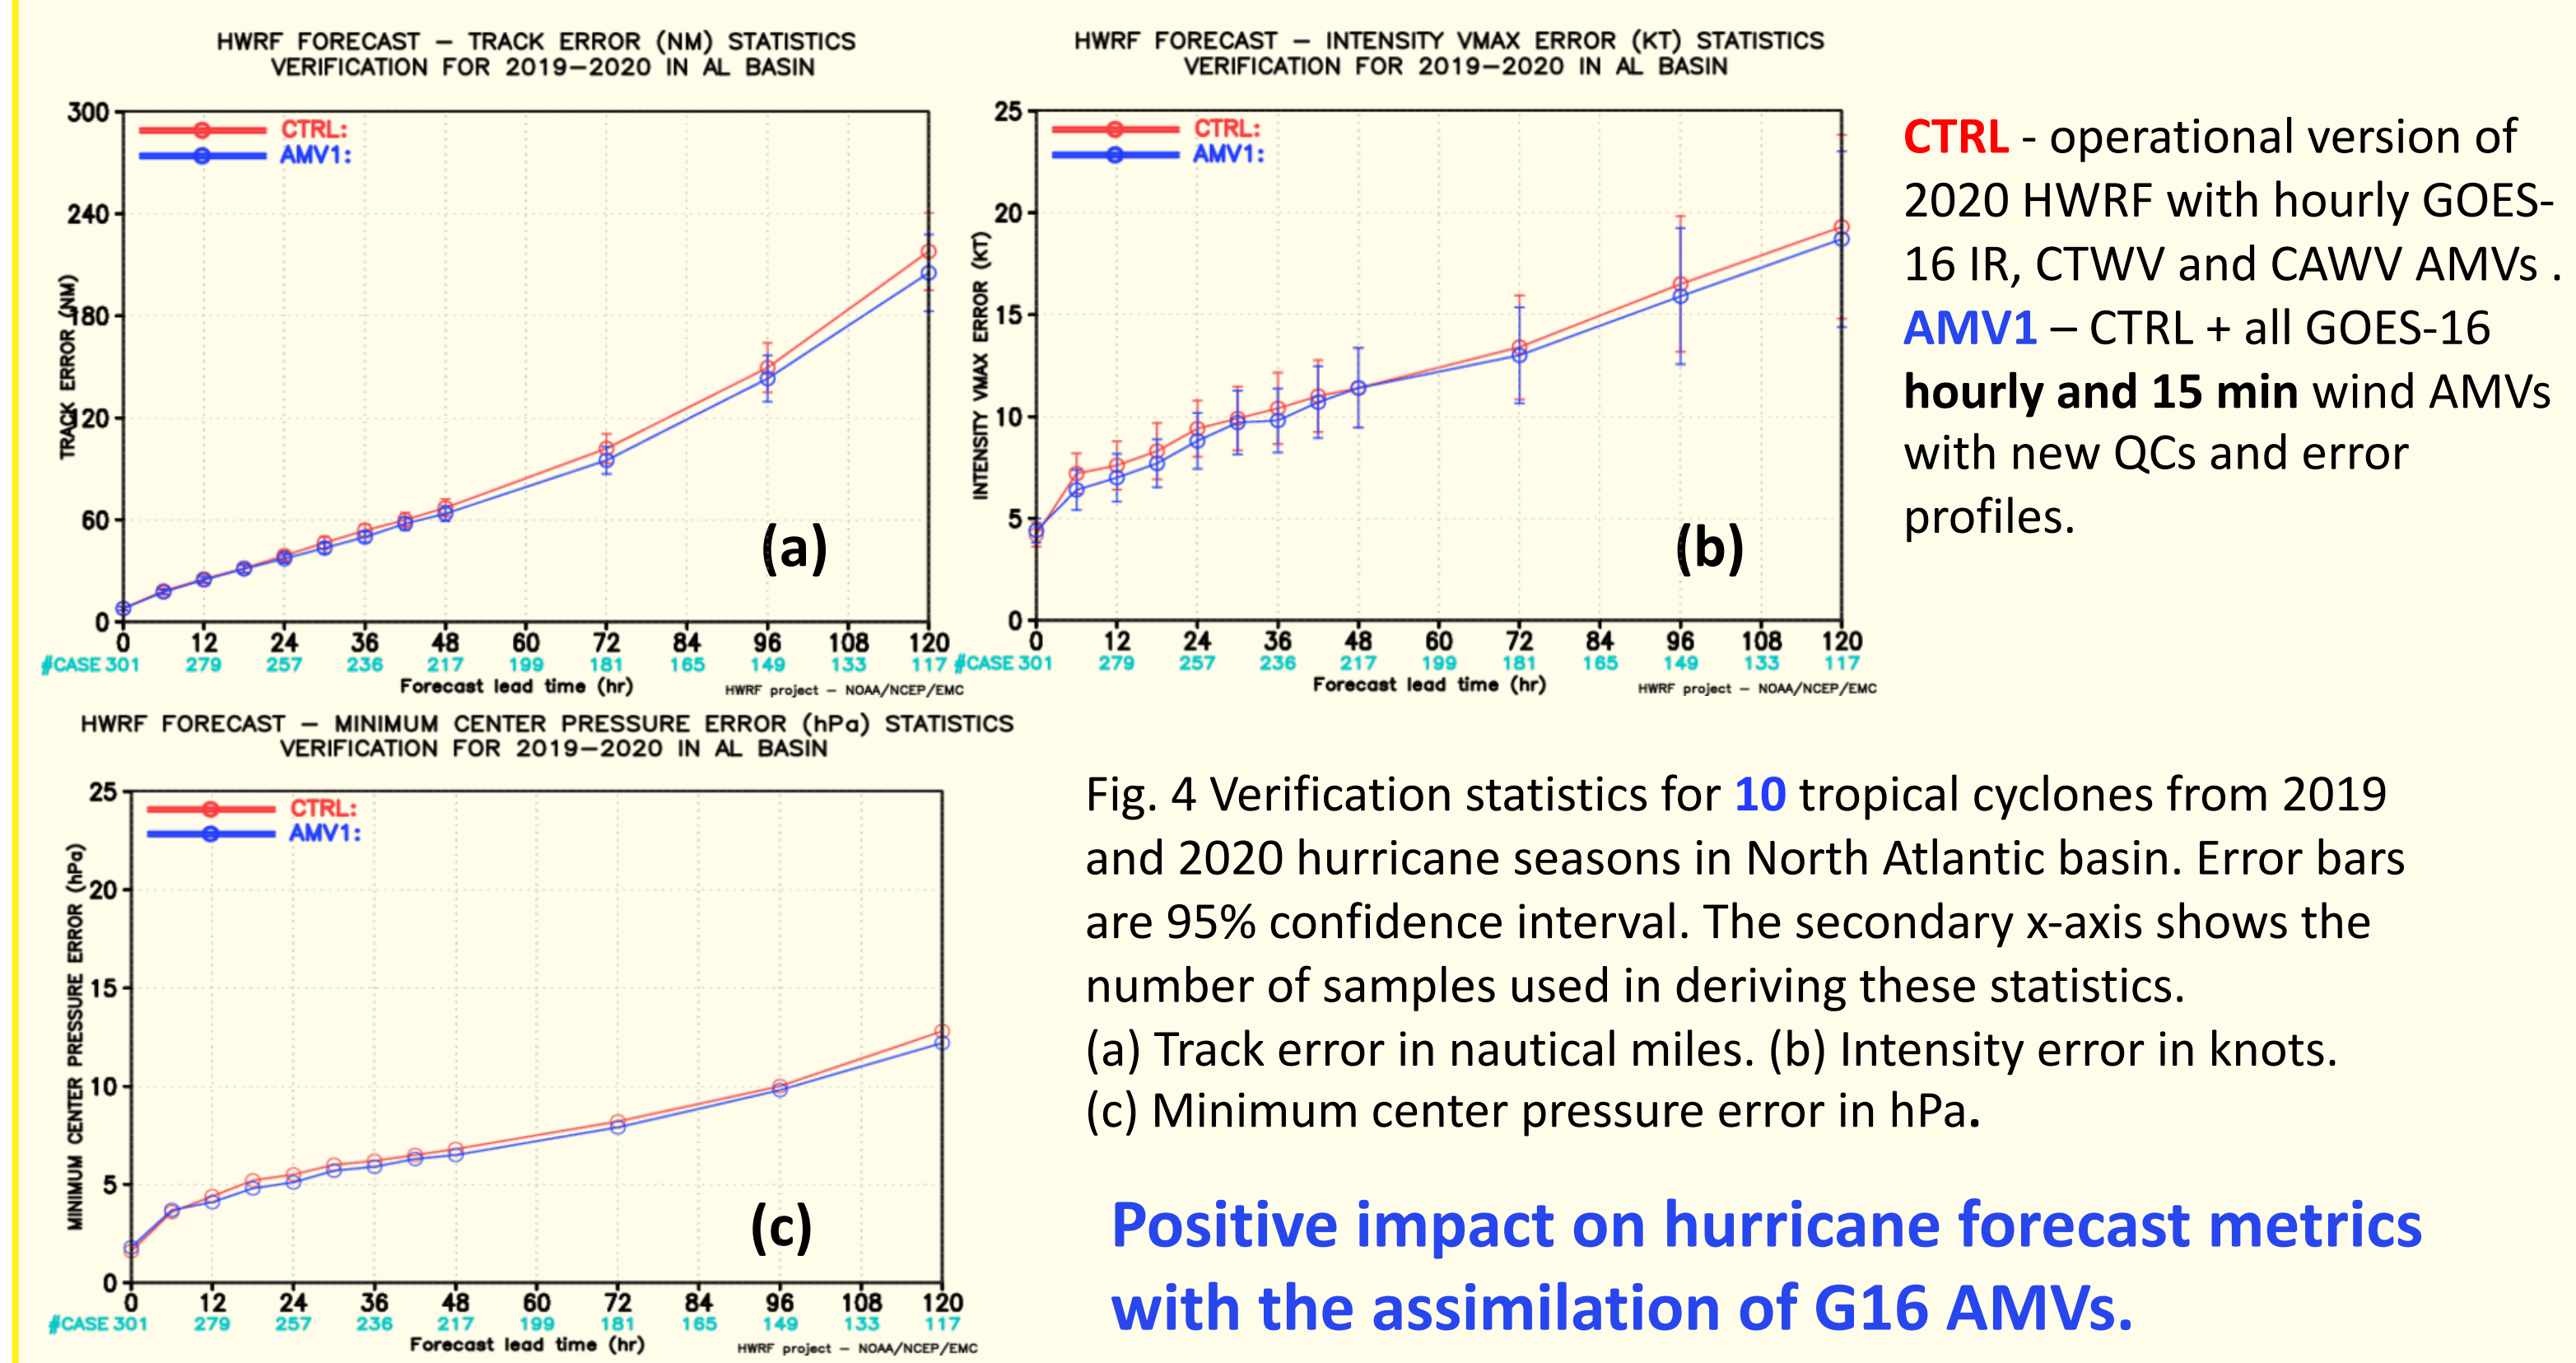 HWRF FORECAST – TRACK ERROR (NM) STATISTICS
VERIFICATION FOR 2019–2020 IN AL BASIN
300
240
180
120
60
0
TRACK ERROR (NM)
CTRL:
AMV1:
(a)
0 12 24 36 48 60 72 84 96 108 120
#CASE 301 279 257 236 217 199 181 165 149 133 117
Forecast lead time (hr)
HWRF project – NOAA/NCEP/EMC
HWRF FORECAST – INTENSITY VMAX ERROR (KT) STATISTICS
VERIFICATION FOR 2019–2020 IN AL BASIN
25
20
15
10
5
0
INTENSITY VMAX ERROR (KT)
CTRL:
AMV1:
(b)
0 12 24 36 48 60 72 84 96 108 120
#CASE 301 279 257 236 217 199 181 165 149 133 117
Forecast lead time (hr)
HWRF project – NOAA/NCEP/EMC
CTRL - operational version of
2020 HWRF with hourly GOES-
16 IR, CTWV and CAWV AMVs .
AMV1 – CTRL + all GOES-16
hourly and 15 min wind AMVs
with new QCs and error
profiles.
HWRF FORECAST – MINIMUM CENTER PRESSURE ERROR (hPa) STATISTICS
VERIFICATION FOR 2019–2020 IN AL BASIN
25
20
15
10
5
0
MINIMUM CENTER PRESSURE ERROR (hPa)
CTRL:
AMV1:
(c)
0 12 24 36 48 60 72 84 96 108 120
#CASE 301 279 257 236 217 199 181 165 149 133 117
Forecast lead time (hr)
HWRF project – NOAA/NCEP/EMC
Fig. 4 Verification statistics for 10 tropical cyclones from 2019
and 2020 hurricane seasons in North Atlantic basin. Error bars
are 95% confidence interval. The secondary x-axis shows the
number of samples used in deriving these statistics.
(a) Track error in nautical miles. (b) Intensity error in knots.
(c) Minimum center pressure error in hPa.
Positive impact on hurricane forecast metrics
with the assimilation of G16 AMVs.